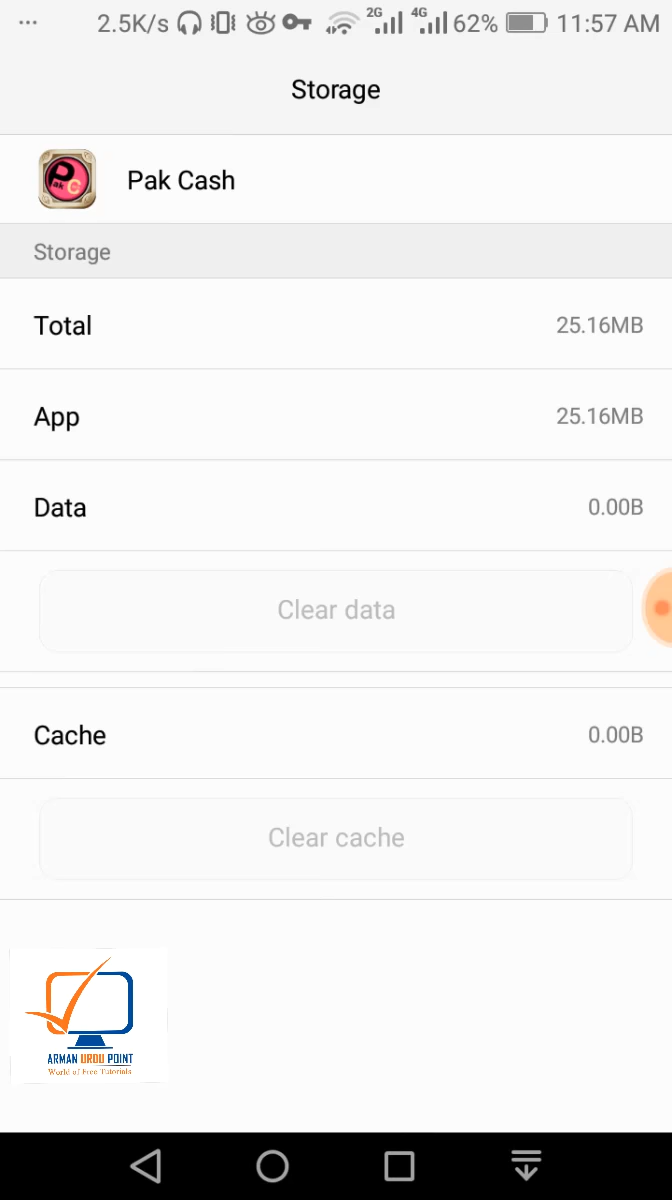 ... 2.5K/s 2G 4G 62% 11:57 AM
Storage
Pak Cash
Storage
Total 25.16MB
App 25.16MB
Data 0.00B
Clear data
Cache 0.00B
Clear cache
ARMAN URDU POINT
World of Free Tutorials